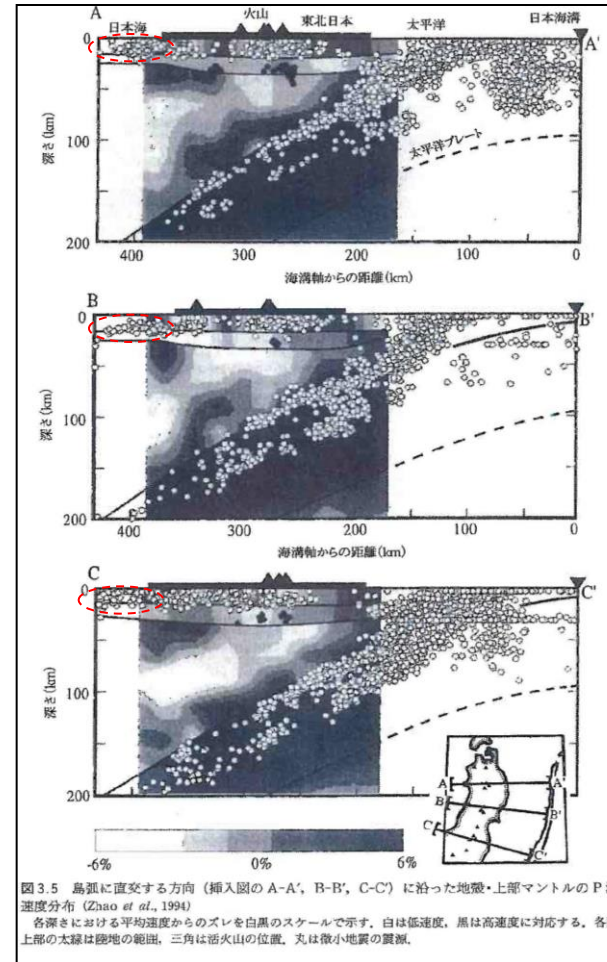 A
日本海
火山
東北日本
太平洋
日本海溝
A'
0
50
100
150
200
深さ(km)
太平洋プレート
400
300
200
100
0
海溝軸からの距離(km)
B
B'
0
50
100
150
200
深さ(km)
400
300
200
100
0
海溝軸からの距離(km)
C
C'
0
50
100
150
200
深さ(km)
A
A'
B
B'
C
C'
-6%
0%
6%
図3.5 島弧に直交する方向(挿入図のA-A′,B-B′,C-C′)に沿った地殻・上部マントルのP
速度分布(Zhao et al., 1994)
各深さにおける平均速度からのズレを白黒のスケールで示す.白は低速度,黒は高速度に対応する.各
上部の太線は陸地の範囲,三角は活火山の位置.丸は微小地震の震源.